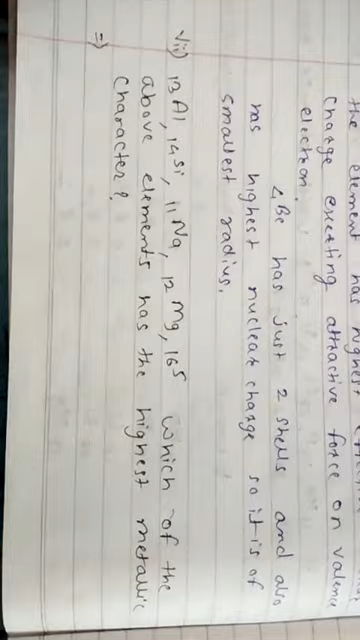 the element has highest
charge exerting attractive force on valence
electron.
4Be has just 2 shells and also
has highest nuclear charge so it is of
smallest radius.
vii) 13Al, 14Si, 11Na, 12Mg, 16S which of the
above elements has the highest metallic
character?
⇒